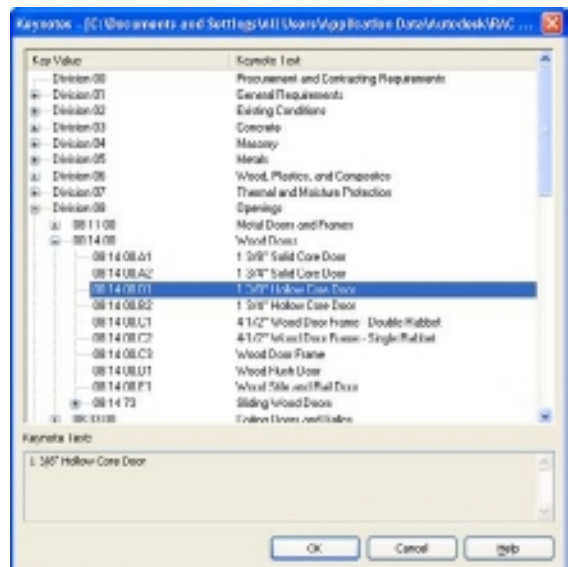 Keynotes - [C:\Documents and Settings\All Users\Application Data\Autodesk\RAC ...
Key Value Keynote Text
Division 00 Procurement and Contracting Requirements
Division 01 General Requirements
Division 02 Existing Conditions
Division 03 Concrete
Division 04 Masonry
Division 05 Metals
Division 06 Wood, Plastics, and Composites
Division 07 Thermal and Moisture Protection
Division 08 Openings
08 11 00 Metal Doors and Frames
08 14 00 Wood Doors
08 14 00.A1 1 3/8" Solid Core Door
08 14 00.A2 1 3/4" Solid Core Door
08 14 00.B1 1 3/8" Hollow Core Door
08 14 00.B2 1 3/4" Hollow Core Door
08 14 00.C1 4-1/2" Wood Door Frame - Double Rabbet
08 14 00.C2 4-1/2" Wood Door Frame - Single Rabbet
08 14 00.C3 Wood Door Frame
08 14 00.D1 Wood Flush Door
08 14 00.E1 Wood Stile and Rail Door
08 14 73 Sliding Wood Doors
Coiling Doors and Grilles
Keynote Text:
1 3/8" Hollow Core Door
OK Cancel Help